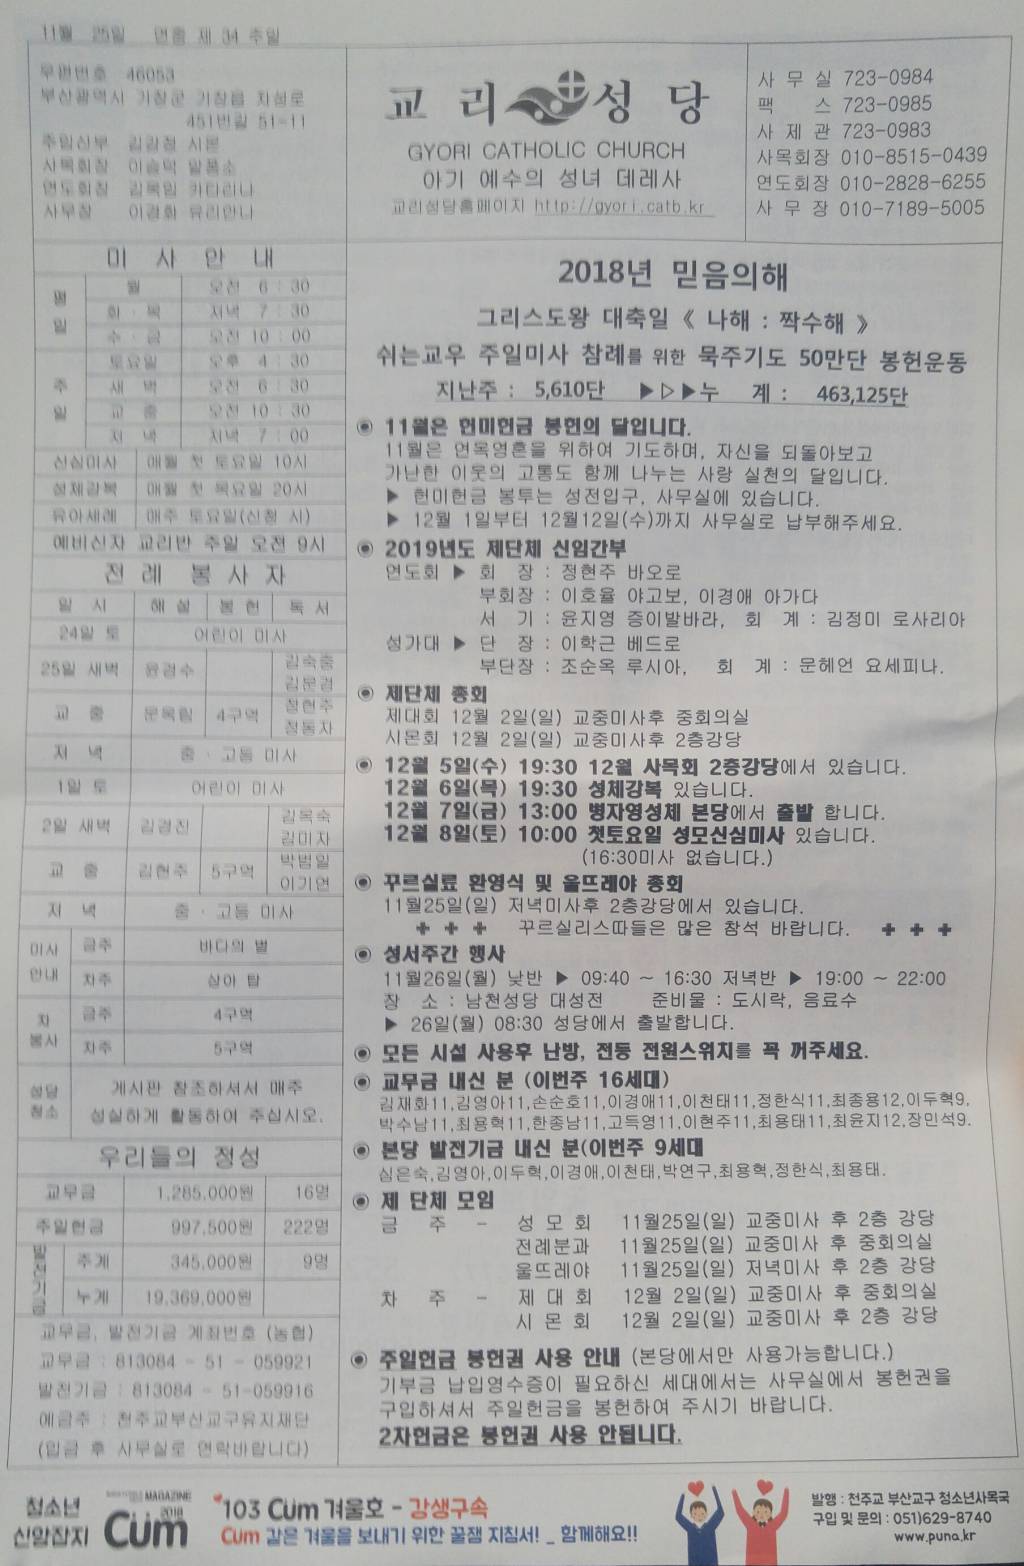 11월 25일 연중 제 34 주일
우편번호 46053
부산광역시 기장군 기장읍 차성로
451번길 51-11
주임신부 김강정 시몬
사목회장 이승덕 알퐁소
연도회장 김복임 카타리나
사무장 이경화 유리안나
교 리 성 당
GYORI CATHOLIC CHURCH
아기 예수의 성녀 데레사
교리성당홈페이지 http://gyori.catb.kr
사 무 실 723-0984
팩 스 723-0985
사 제 관 723-0983
사목회장 010-8515-0439
연도회장 010-2828-6255
사 무 장 010-7189-5005
미 사 안 내
평일 월 오전 6 : 30
화 · 목 저녁 7 : 30
수 · 금 오전 10 : 00
주일 토요일 오후 4 : 30
새 벽 오전 6 : 30
교 중 오전 10 : 30
저 녁 저녁 7 : 00
신심미사 매월 첫 토요일 10시
성체강복 매월 첫 목요일 20시
유아세례 매주 토요일(신청 시)
예비신자 교리반 주일 오전 9시
전 례 봉 사 자
일 시 해 설 봉 헌 독 서
24일 토 어린이 미사
25일 새벽 윤경수 김숙중 김문경
교 중 문옥림 4구역 정현주 정동자
저 녁 중 · 고등 미사
1일 토 어린이 미사
2일 새벽 김경진 김옥숙 김미자
교 중 김현주 5구역 박범일 이기연
저 녁 중 · 고등 미사
미사안내 금주 바다의 별
차주 상아 탑
차봉사 금주 4구역
차주 5구역
성당청소 게시판 참조하셔서 매주
성실하게 활동하여 주십시오.
우리들의 정성
교무금 1,285,000원 16명
주일헌금 997,500원 222명
발전기금 주계 345,000원 9명
누계 19,369,000원
교무금, 발전기금 계좌번호 (농협)
교무금 : 813084 - 51 - 059921
발전기금 : 813084 - 51-059916
예금주 : 천주교부산교구유지재단
(입금 후 사무실로 연락바랍니다)
2018년 믿음의해
그리스도왕 대축일 《 나해 : 짝수해 》
쉬는교우 주일미사 참례를 위한 묵주기도 50만단 봉헌운동
지난주 : 5,610단 ▶▷▶누 계 : 463,125단
◉ 11월은 헌미헌금 봉헌의 달입니다.
11월은 연옥영혼을 위하여 기도하며, 자신을 되돌아보고
가난한 이웃의 고통도 함께 나누는 사랑 실천의 달입니다.
▶ 헌미헌금 봉투는 성전입구, 사무실에 있습니다.
▶ 12월 1일부터 12월12일(수)까지 사무실로 납부해주세요.
◉ 2019년도 제단체 신임간부
연도회 ▶ 회 장 : 정현주 바오로
부회장 : 이호율 야고보, 이경애 아가다
서 기 : 윤지영 증이발바라, 회 계 : 김정미 로사리아
성가대 ▶ 단 장 : 이학근 베드로
부단장 : 조순옥 루시아, 회 계 : 문헤언 요세피나.
◉ 제단체 총회
제대회 12월 2일(일) 교중미사후 중회의실
시몬회 12월 2일(일) 교중미사후 2층강당
◉ 12월 5일(수) 19:30 12월 사목회 2층강당에서 있습니다.
12월 6일(목) 19:30 성체강복 있습니다.
12월 7일(금) 13:00 병자영성체 본당에서 출발 합니다.
12월 8일(토) 10:00 첫토요일 성모신심미사 있습니다.
(16:30미사 없습니다.)
◉ 꾸르실료 환영식 및 울뜨레야 총회
11월25일(일) 저녁미사후 2층강당에서 있습니다.
✚ ✚ ✚ 꾸르실리스따들은 많은 참석 바랍니다. ✚ ✚ ✚
◉ 성서주간 행사
11월26일(월) 낮반 ▶ 09:40 ~ 16:30 저녁반 ▶ 19:00 ~ 22:00
장 소 : 남천성당 대성전 준비물 : 도시락, 음료수
▶ 26일(월) 08:30 성당에서 출발합니다.
◉ 모든 시설 사용후 난방, 전등 전원스위치를 꼭 꺼주세요.
◉ 교무금 내신 분 (이번주 16세대)
김재화11,김영아11,손순호11,이경애11,이천태11,정한식11,최종용12,이두혁9,
박수남11,최용혁11,한종남11,고득영11,이현주11,최용태11,최윤지12,장민석9.
◉ 본당 발전기금 내신 분(이번주 9세대
심은숙,김영아,이두혁,이경애,이천태,박연구,최용혁,정한식,최용태.
◉ 제 단체 모임
금 주 - 성 모 회 11월25일(일) 교중미사 후 2층 강당
전례분과 11월25일(일) 교중미사 후 중회의실
울뜨레야 11월25일(일) 저녁미사 후 2층 강당
차 주 - 제 대 회 12월 2일(일) 교중미사 후 중회의실
시 몬 회 12월 2일(일) 교중미사 후 2층 강당
◉ 주일헌금 봉헌권 사용 안내 (본당에서만 사용가능합니다.)
기부금 납입영수증이 필요하신 세대에서는 사무실에서 봉헌권을
구입하셔서 주일헌금을 봉헌하여 주시기 바랍니다.
2차헌금은 봉헌권 사용 안됩니다.
청소년
신앙잡지
MAGAZINE
2018
Cum
103 Cum 겨울호 - 강생구속
Cum 같은 겨울을 보내기 위한 꿀잼 지침서! _ 함께해요!!
발행 : 천주교 부산교구 청소년사목국
구입 및 문의 : 051)629-8740
www.puna.kr